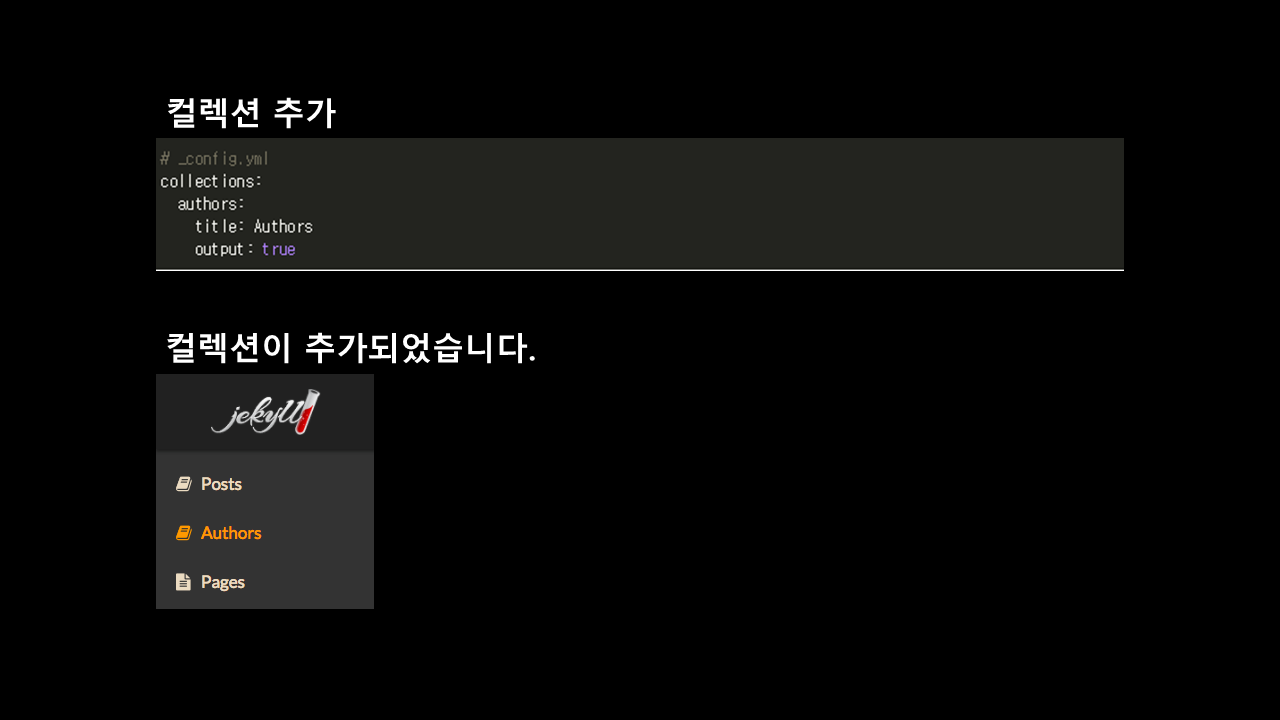 컬렉션 추가
# _config.yml
collections:
  authors:
    title: Authors
    output: true
컬렉션이 추가되었습니다.
jekyll
Posts
Authors
Pages